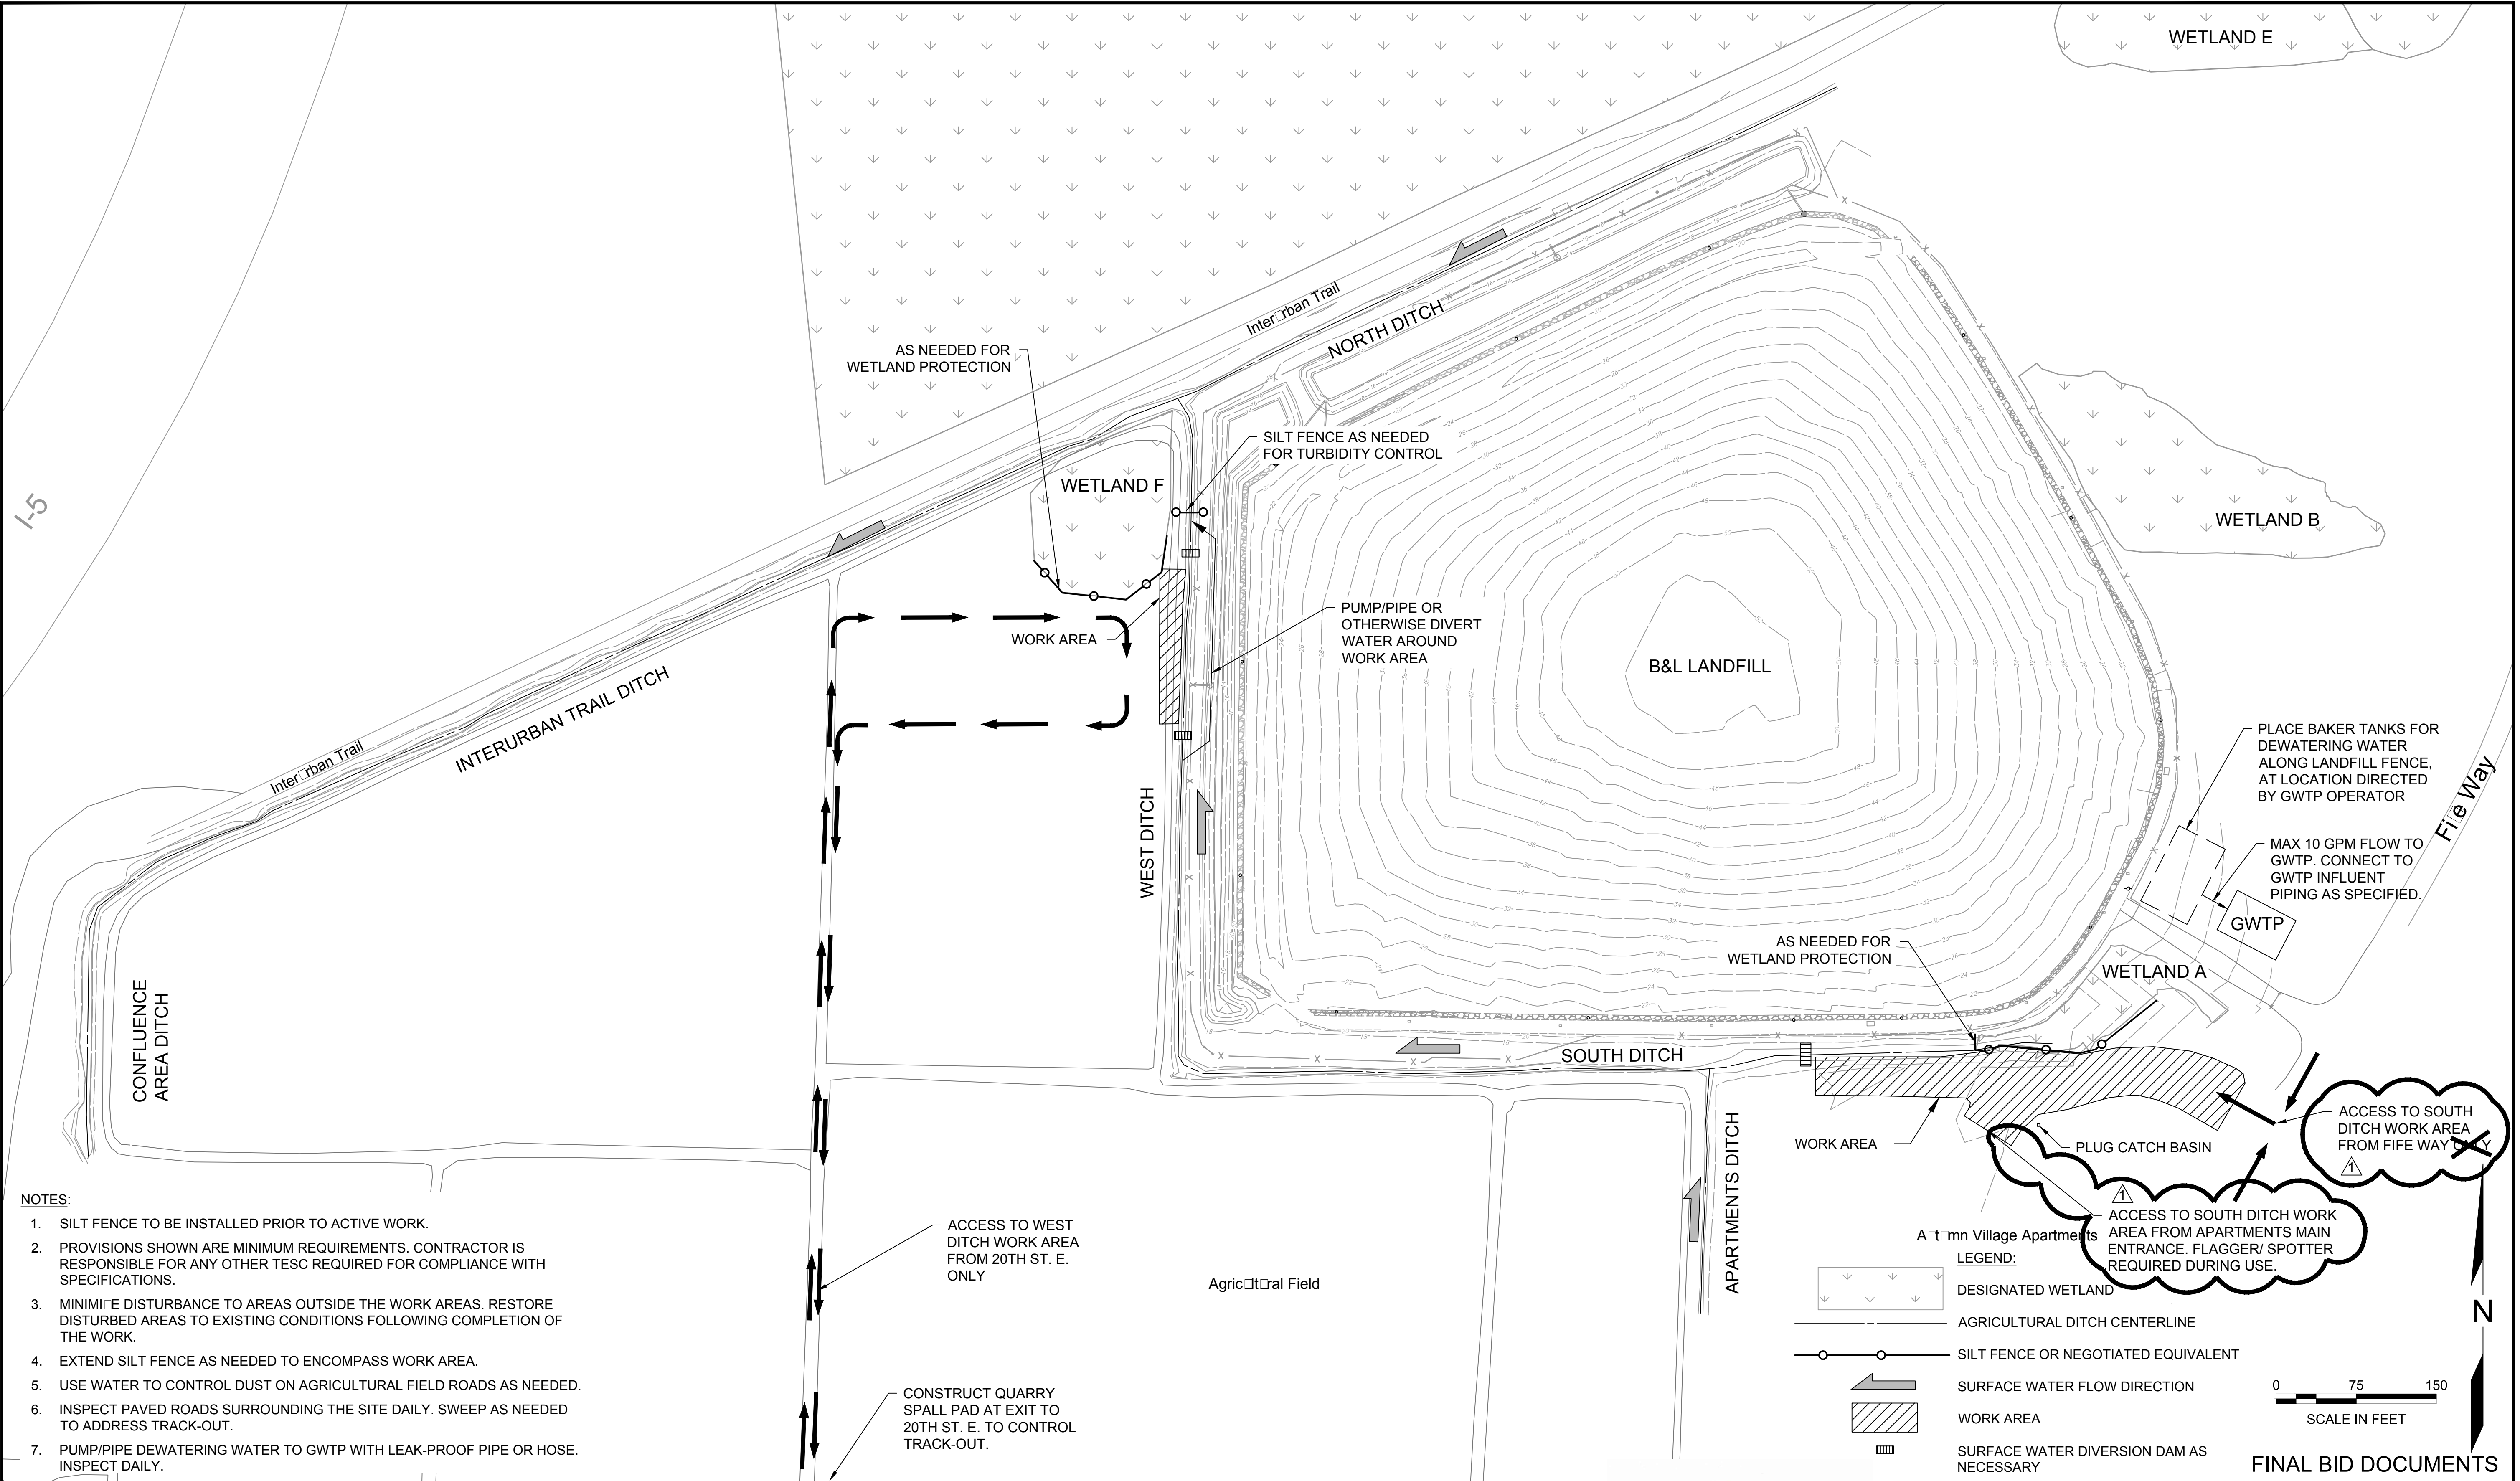 WETLAND E
AS NEEDED FOR
WETLAND PROTECTION
NORTH DITCH
SILT FENCE AS NEEDED
FOR TURBIDITY CONTROL
WETLAND F
I-5
WETLAND B
PUMP/PIPE OR
OTHERWISE DIVERT
WATER AROUND
WORK AREA
WORK AREA
B&L LANDFILL
INTERURBAN TRAIL DITCH
Trail
Trail
PLACE BAKER TANKS FOR
DEWATERING WATER
ALONG LANDFILL FENCE,
AT LOCATION DIRECTED
BY GWTP OPERATOR
Way
WEST DITCH
MAX 10 GPM FLOW TO
GWTP. CONNECT TO
GWTP INFLUENT
PIPING AS SPECIFIED.
GWTP
AS NEEDED FOR
WETLAND PROTECTION
WETLAND A
CONFLUENCE
AREA DITCH
SOUTH DITCH
WORK AREA
PLUG CATCH BASIN
ACCESS TO SOUTH
DITCH WORK AREA
FROM FIFE WAY ONLY
1
APARTMENTS DITCH
1
ACCESS TO SOUTH DITCH WORK
AREA FROM APARTMENTS MAIN
ENTRANCE. FLAGGER/ SPOTTER
REQUIRED DURING USE.
Village Apartments
NOTES:
1. SILT FENCE TO BE INSTALLED PRIOR TO ACTIVE WORK.
2. PROVISIONS SHOWN ARE MINIMUM REQUIREMENTS. CONTRACTOR IS
RESPONSIBLE FOR ANY OTHER TESC REQUIRED FOR COMPLIANCE WITH
SPECIFICATIONS.
3. MINIMI□E DISTURBANCE TO AREAS OUTSIDE THE WORK AREAS. RESTORE
DISTURBED AREAS TO EXISTING CONDITIONS FOLLOWING COMPLETION OF
THE WORK.
4. EXTEND SILT FENCE AS NEEDED TO ENCOMPASS WORK AREA.
5. USE WATER TO CONTROL DUST ON AGRICULTURAL FIELD ROADS AS NEEDED.
6. INSPECT PAVED ROADS SURROUNDING THE SITE DAILY. SWEEP AS NEEDED
TO ADDRESS TRACK-OUT.
7. PUMP/PIPE DEWATERING WATER TO GWTP WITH LEAK-PROOF PIPE OR HOSE.
INSPECT DAILY.
ACCESS TO WEST
DITCH WORK AREA
FROM 20TH ST. E.
ONLY
Field
CONSTRUCT QUARRY
SPALL PAD AT EXIT TO
20TH ST. E. TO CONTROL
TRACK-OUT.
LEGEND:
DESIGNATED WETLAND
AGRICULTURAL DITCH CENTERLINE
SILT FENCE OR NEGOTIATED EQUIVALENT
SURFACE WATER FLOW DIRECTION
WORK AREA
SURFACE WATER DIVERSION DAM AS
NECESSARY
N
0 75 150
SCALE IN FEET
FINAL BID DOCUMENTS